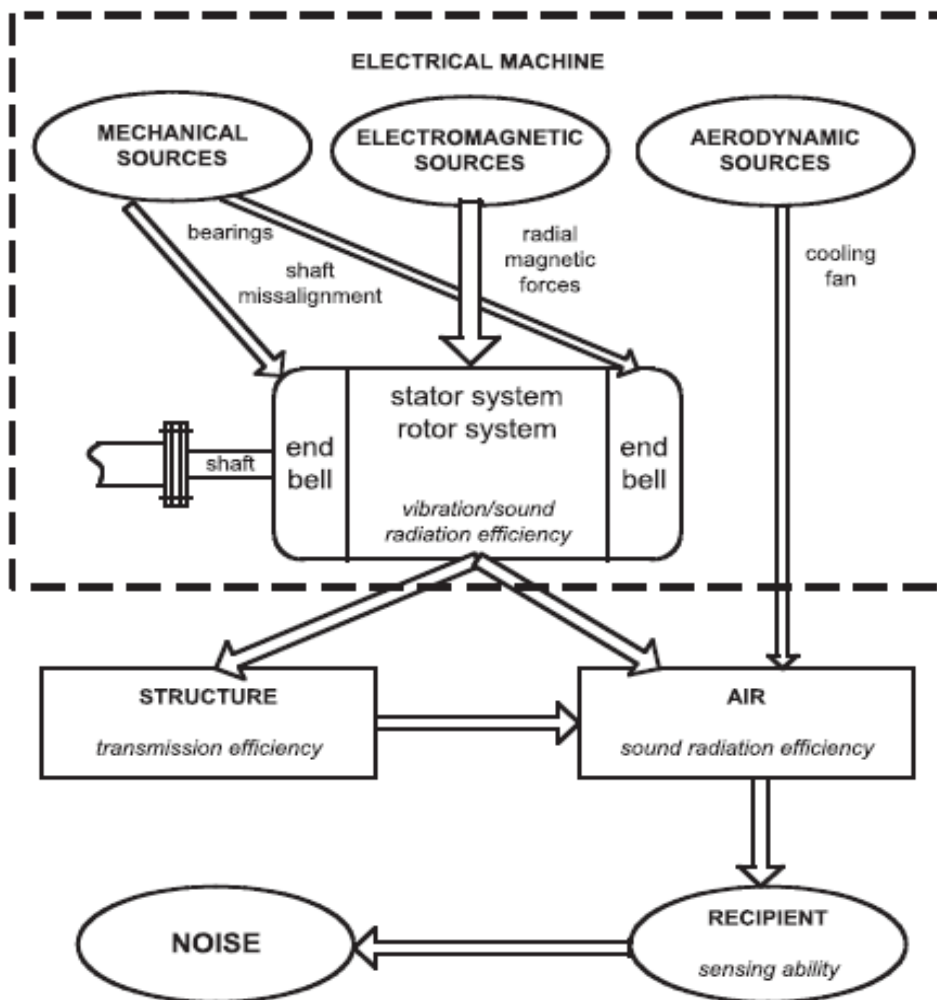 ELECTRICAL MACHINE
MECHANICAL
SOURCES
ELECTROMAGNETIC
SOURCES
AERODYNAMIC
SOURCES
bearings
shaft
missalignment
radial
magnetic
forces
cooling
fan
stator system
rotor system
end
bell
end
bell
shaft
vibration/sound
radiation efficiency
STRUCTURE
transmission efficiency
AIR
sound radiation efficiency
NOISE
RECIPIENT
sensing ability